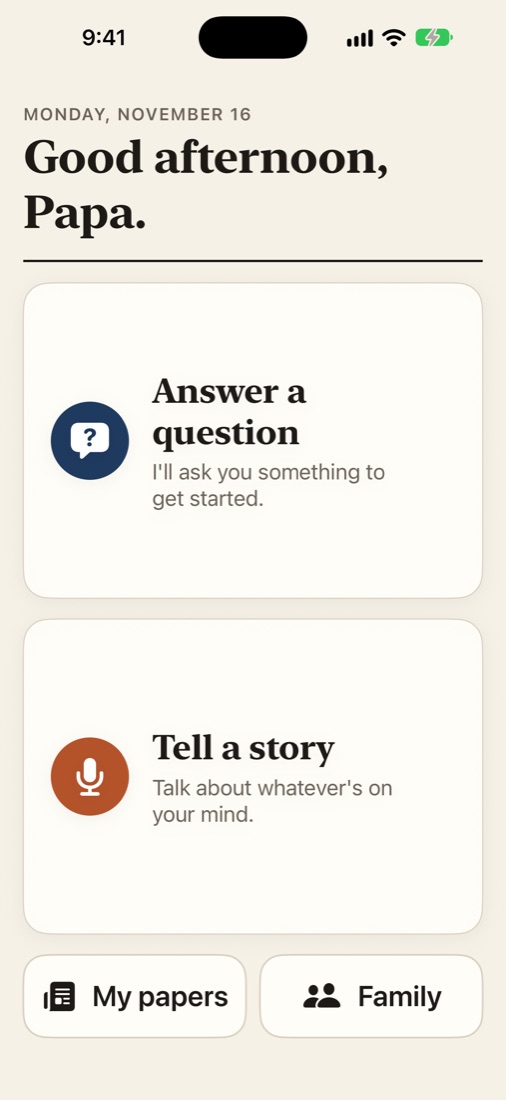 9:41
MONDAY, NOVEMBER 16
Good afternoon,
Papa.
Answer a
question
I'll ask you something to
get started.
Tell a story
Talk about whatever's on
your mind.
My papers
Family